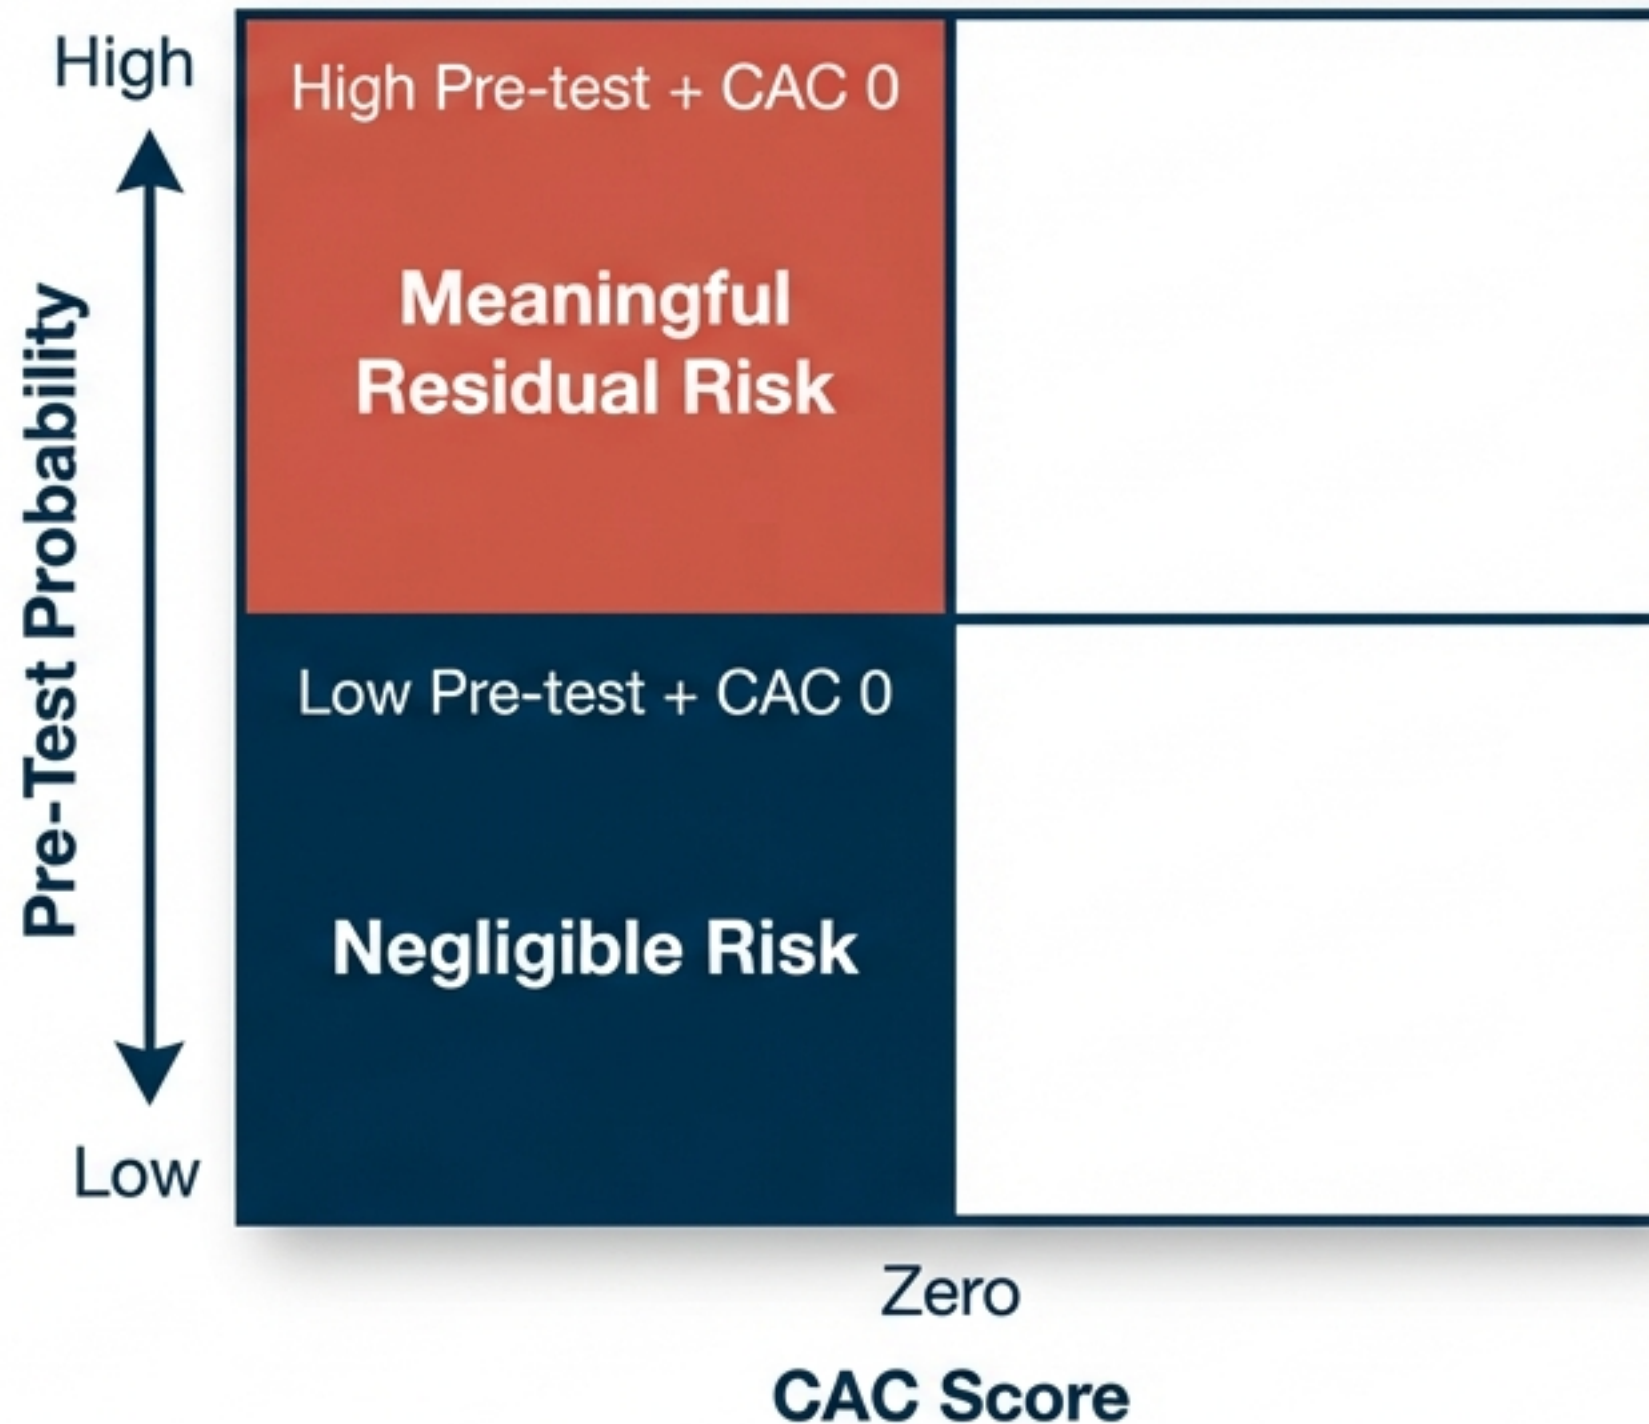 High
High Pre-test + CAC 0
Meaningful
Residual Risk
Pre-Test Probability
Low Pre-test + CAC 0
Negligible Risk
Low
Zero
CAC Score